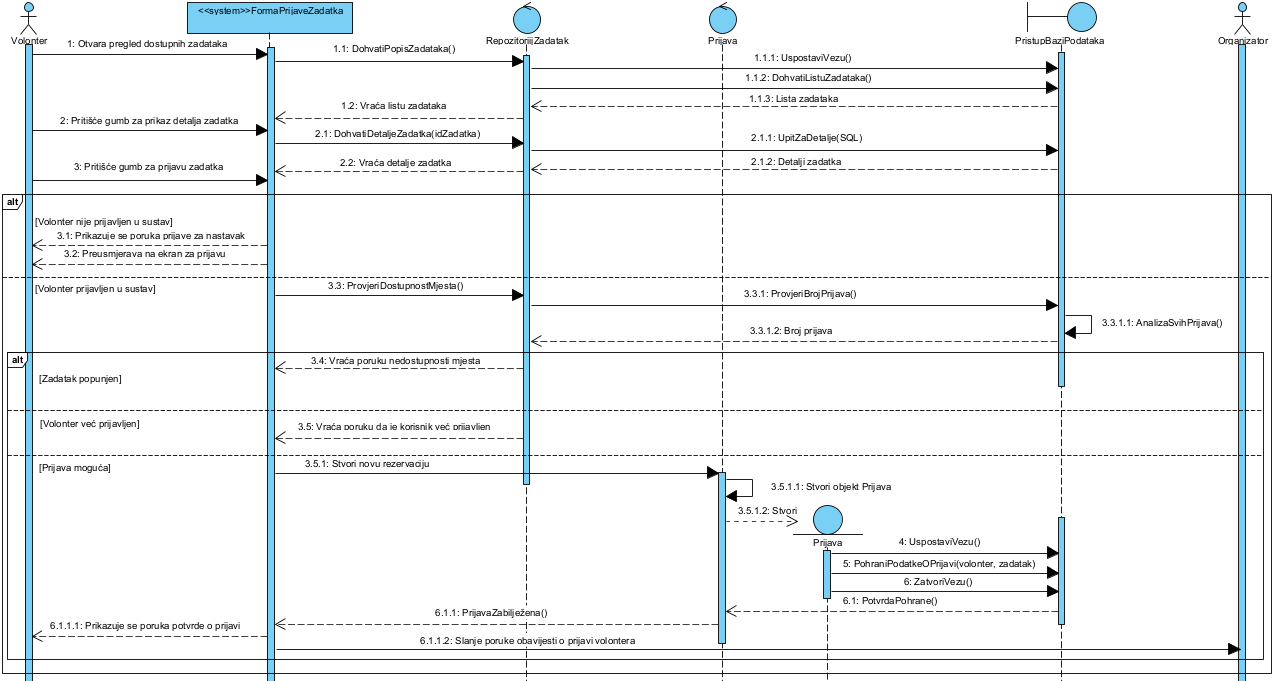 <<system>>FormaPrijaveZadatka
Volonter
RepozitorijZadatak
Prijava
PristupBaziPodataka
Organizator
1: Otvara pregled dostupnih zadataka
1.1: DohvatiPopisZadataka()
1.1.1: UspostaviVezu()
1.1.2: DohvatiListuZadataka()
1.1.3: Lista zadataka
1.2: Vraća listu zadataka
2: Pritišće gumb za prikaz detalja zadatka
2.1: DohvatiDetaljeZadatka(idZadatka)
2.1.1: UpitZaDetalje(SQL)
2.1.2: Detalji zadatka
2.2: Vraća detalje zadatka
3: Pritišće gumb za prijavu zadatka
alt
[Volonter nije prijavljen u sustav]
3.1: Prikazuje se poruka prijave za nastavak
3.2: Preusmjerava na ekran za prijavu
[Volonter prijavljen u sustav]
3.3: ProvjeriDostupnostMjesta()
3.3.1: ProvjeriBrojPrijava()
3.3.1.1: AnalizaSvihPrijava()
3.3.1.2: Broj prijava
alt
3.4: Vraća poruku nedostupnosti mjesta
[Zadatak popunjen]
[Volonter već prijavljen]
3.5: Vraća poruku da je korisnik već prijavljen
[Prijava moguća]
3.5.1: Stvori novu rezervaciju
3.5.1.1: Stvori objekt Prijava
3.5.1.2: Stvori
Prijava
4: UspostaviVezu()
5: PohraniPodatkeOPrijavi(volonter, zadatak)
6: ZatvoriVezu()
6.1: PotvrdaPohrane()
6.1.1: PrijavaZabilježena()
6.1.1.1: Prikazuje se poruka potvrde o prijavi
6.1.1.2: Slanje poruke obavijesti o prijavi volontera